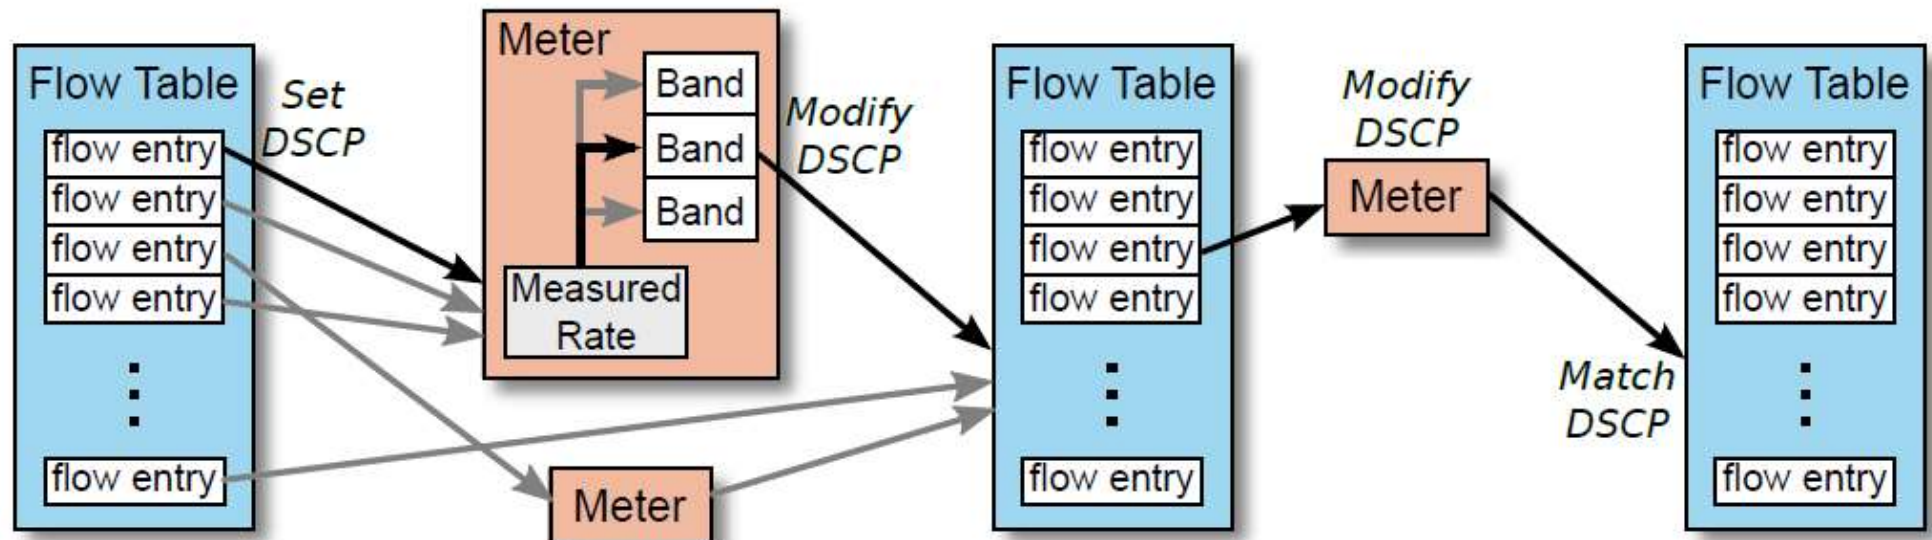 Flow Table
flow entry
flow entry
flow entry
flow entry
flow entry
Set
DSCP
Meter
Band
Band
Band
Measured
Rate
Modify
DSCP
Meter
Flow Table
flow entry
flow entry
flow entry
flow entry
flow entry
Modify
DSCP
Meter
Match
DSCP
Flow Table
flow entry
flow entry
flow entry
flow entry
flow entry